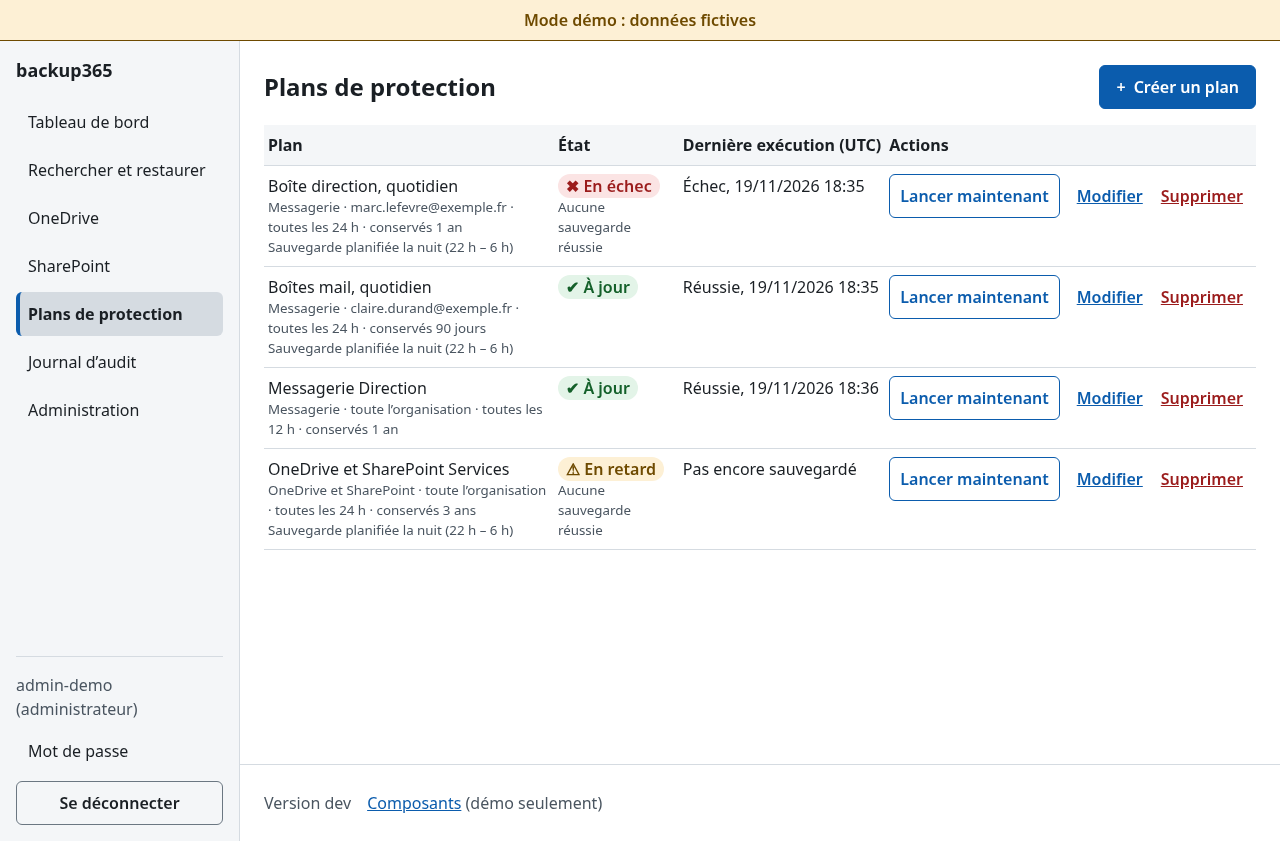 Mode démo : données fictives
backup365
Tableau de bord
Rechercher et restaurer
OneDrive
SharePoint
Plans de protection
Journal d’audit
Administration
admin-demo
(administrateur)
Mot de passe
Se déconnecter
Plans de protection
+ Créer un plan
Plan État Dernière exécution (UTC) Actions
Boîte direction, quotidien
Messagerie · marc.lefevre@exemple.fr ·
toutes les 24 h · conservés 1 an
Sauvegarde planifiée la nuit (22 h – 6 h)
✖ En échec
Aucune
sauvegarde
réussie
Échec, 19/11/2026 18:35
Lancer maintenant Modifier Supprimer
Boîtes mail, quotidien
Messagerie · claire.durand@exemple.fr ·
toutes les 24 h · conservés 90 jours
Sauvegarde planifiée la nuit (22 h – 6 h)
✔ À jour
Réussie, 19/11/2026 18:35
Lancer maintenant Modifier Supprimer
Messagerie Direction
Messagerie · toute l’organisation · toutes les
12 h · conservés 1 an
✔ À jour
Réussie, 19/11/2026 18:36
Lancer maintenant Modifier Supprimer
OneDrive et SharePoint Services
OneDrive et SharePoint · toute l’organisation
· toutes les 24 h · conservés 3 ans
Sauvegarde planifiée la nuit (22 h – 6 h)
⚠ En retard
Aucune
sauvegarde
réussie
Pas encore sauvegardé
Lancer maintenant Modifier Supprimer
Version dev Composants (démo seulement)